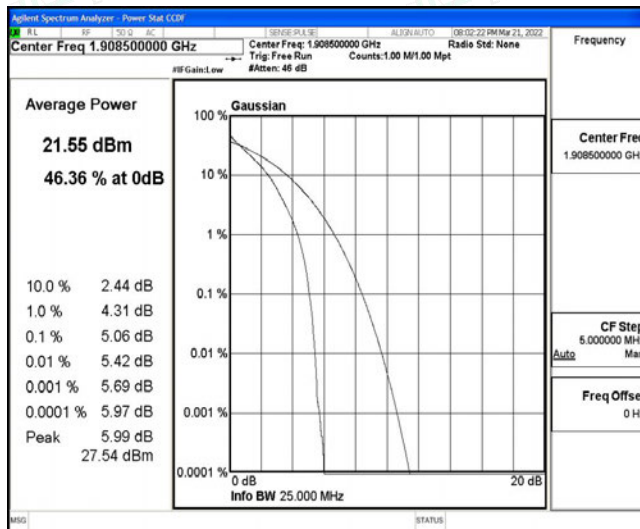 Agilent Spectrum Analyzer - Power Stat CCDF
RL RF 50 Ω AC SENSE:PULSE ALIGN AUTO 08:02:22 PM Mar 21, 2022
Center Freq 1.908500000 GHz
Center Freq: 1.908500000 GHz Radio Std: None
Trig: Free Run Counts:1.00 M/1.00 Mpt
#IFGain:Low #Atten: 46 dB
Frequency
Average Power
21.55 dBm
46.36 % at 0dB
10.0 % 2.44 dB
1.0 % 4.31 dB
0.1 % 5.06 dB
0.01 % 5.42 dB
0.001 % 5.69 dB
0.0001 % 5.97 dB
Peak 5.99 dB
27.54 dBm
Gaussian
100 %
10 %
1 %
0.1 %
0.01 %
0.001 %
0.0001 %
0 dB 20 dB
Info BW 25.000 MHz
Center Freq
1.908500000 GH
CF Step
5.000000 MH
Auto Ma
Freq Offse
0 H
MSG STATUS